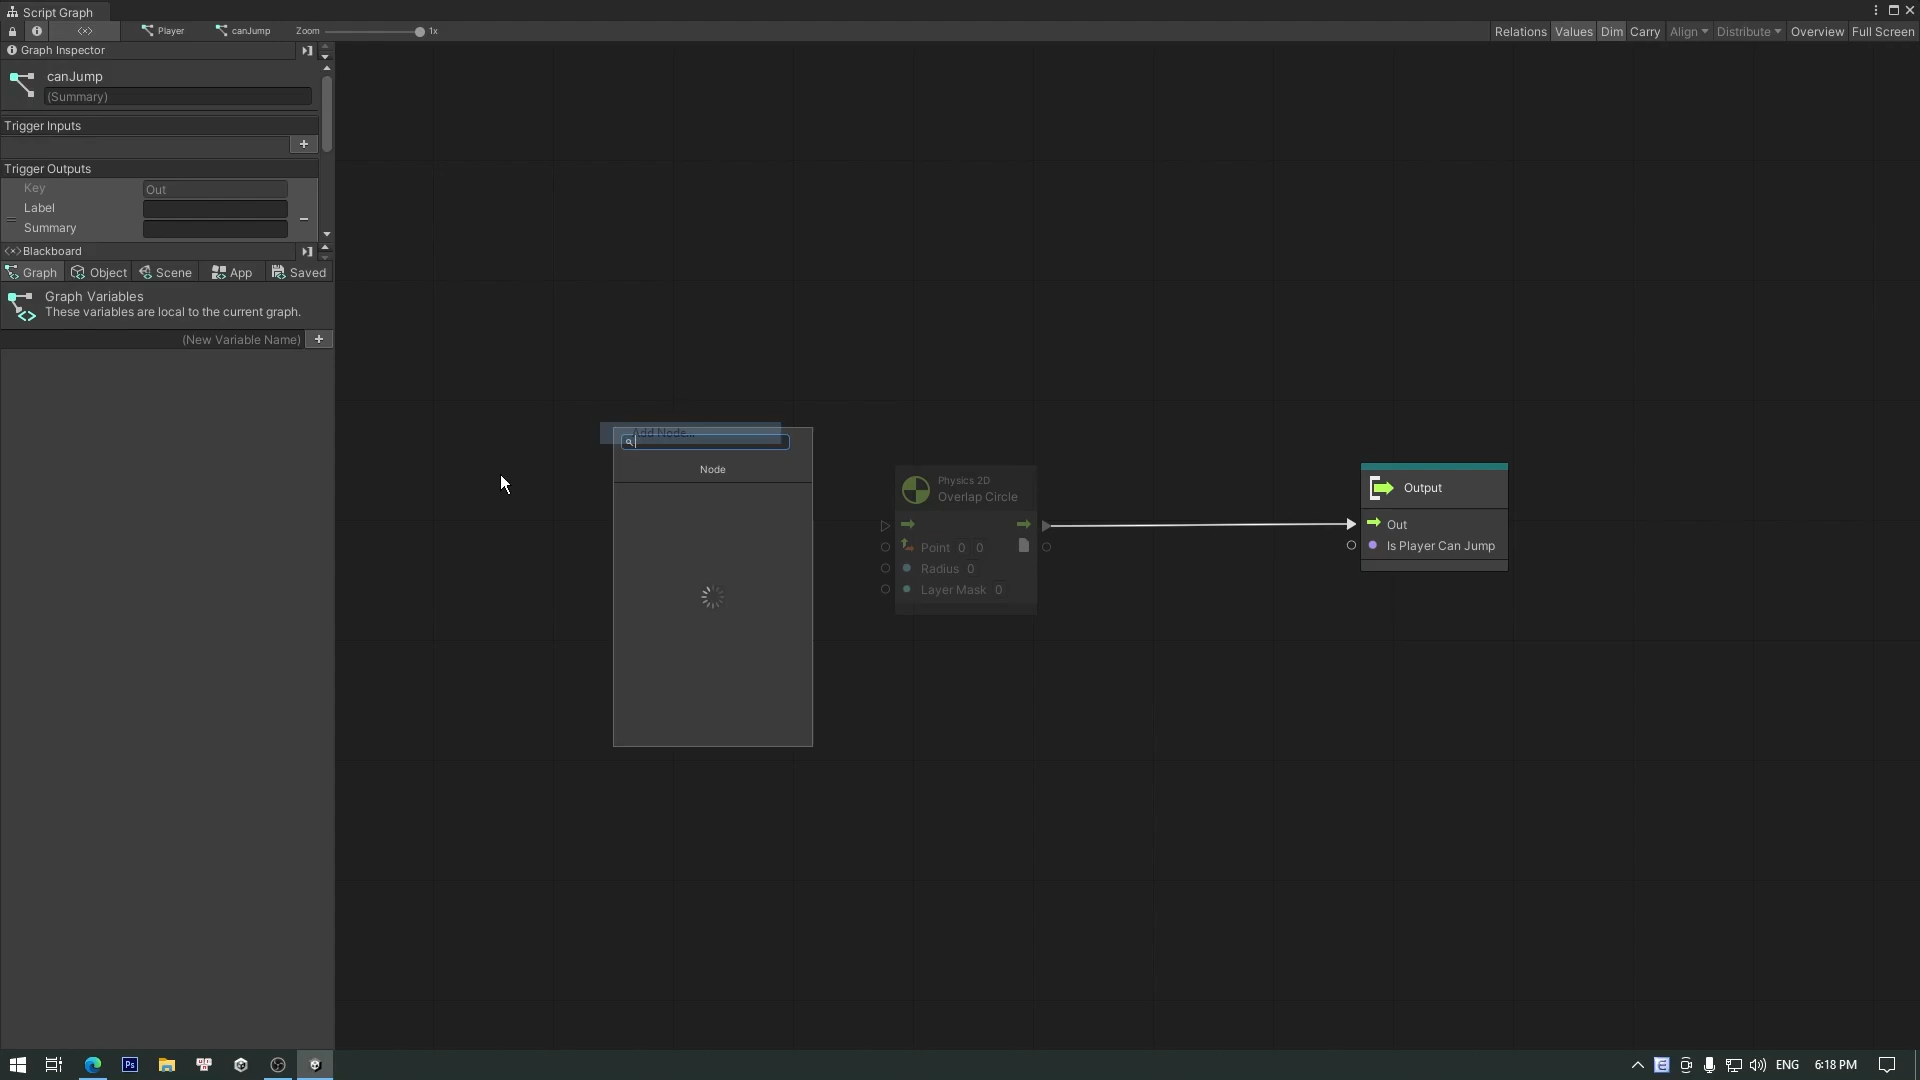 Script Graph
Player
canJump
Zoom
1x
Relations
Values
Dim
Carry
Align
Distribute
Overview
Full Screen
Graph Inspector
canJump
(Summary)
Trigger Inputs
Trigger Outputs
Key
Out
Label
Summary
Blackboard
Graph
Object
Scene
App
Saved
Graph Variables
These variables are local to the current graph.
(New Variable Name)
Add Node...
Node
Physics 2D
Overlap Circle
Point 0 0
Radius 0
Layer Mask 0
Output
Out
Is Player Can Jump
Ps
ENG
6:18 PM